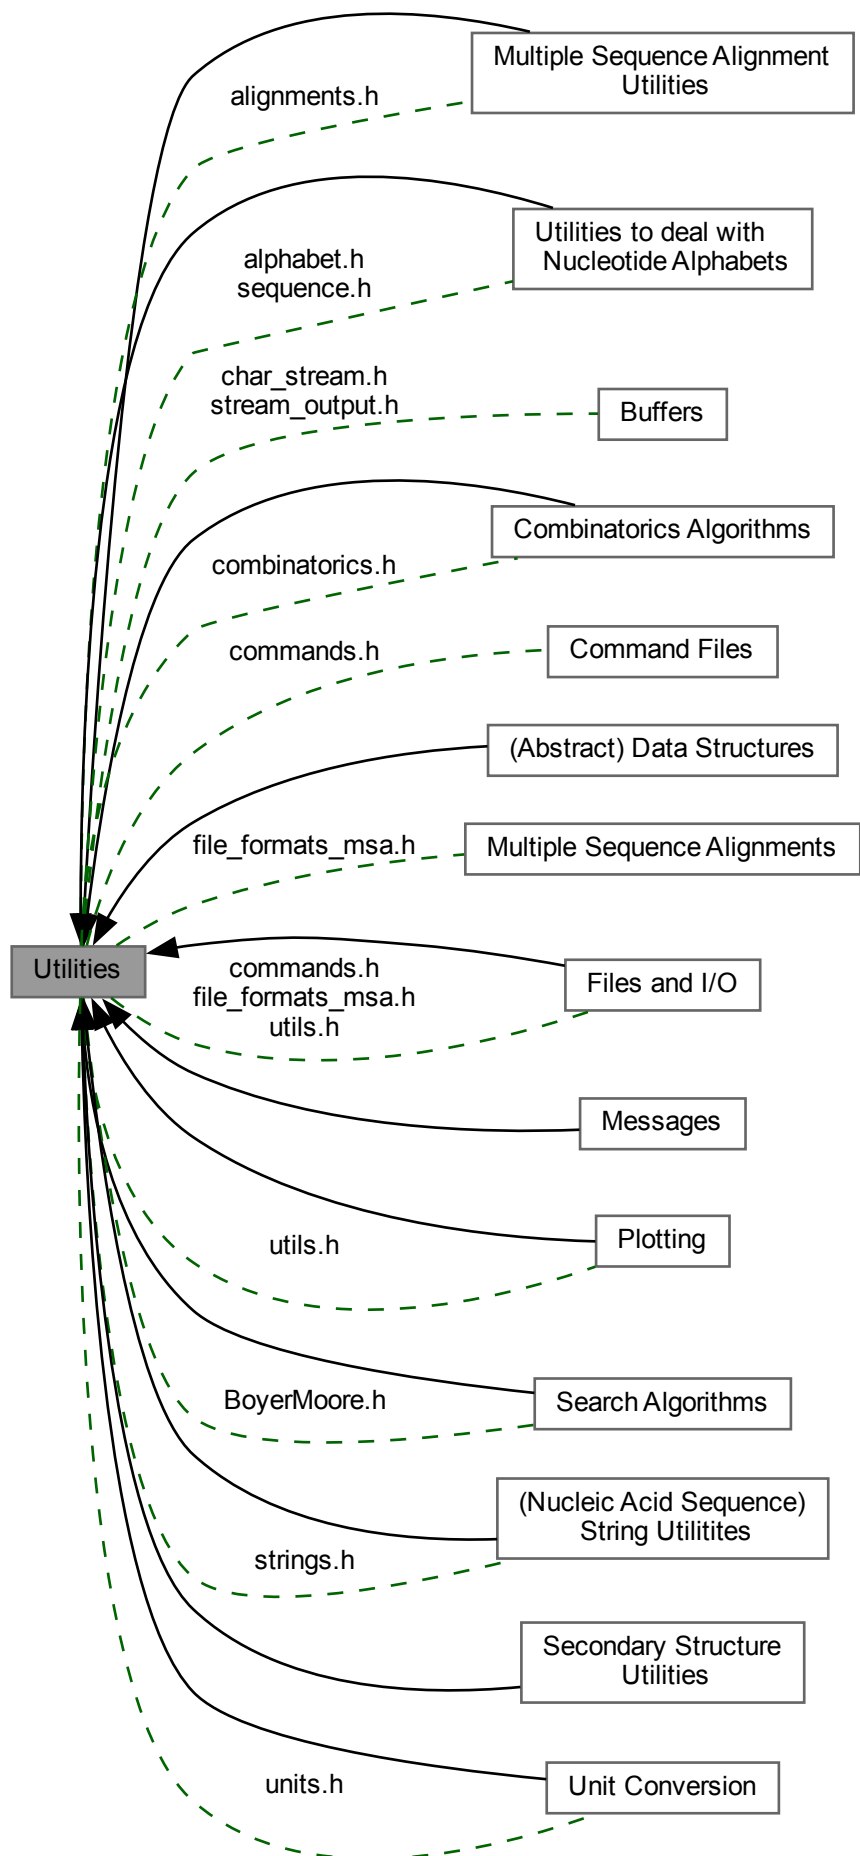 Multiple Sequence Alignment
Utilities
alignments.h
Utilities to deal with
Nucleotide Alphabets
alphabet.h
sequence.h
char_stream.h
stream_output.h
Buffers
Combinatorics Algorithms
combinatorics.h
commands.h
Command Files
(Abstract) Data Structures
file_formats_msa.h
Multiple Sequence Alignments
Utilities
commands.h
file_formats_msa.h
utils.h
Files and I/O
Messages
Plotting
utils.h
BoyerMoore.h
Search Algorithms
(Nucleic Acid Sequence)
String Utilitites
strings.h
Secondary Structure
Utilities
units.h
Unit Conversion